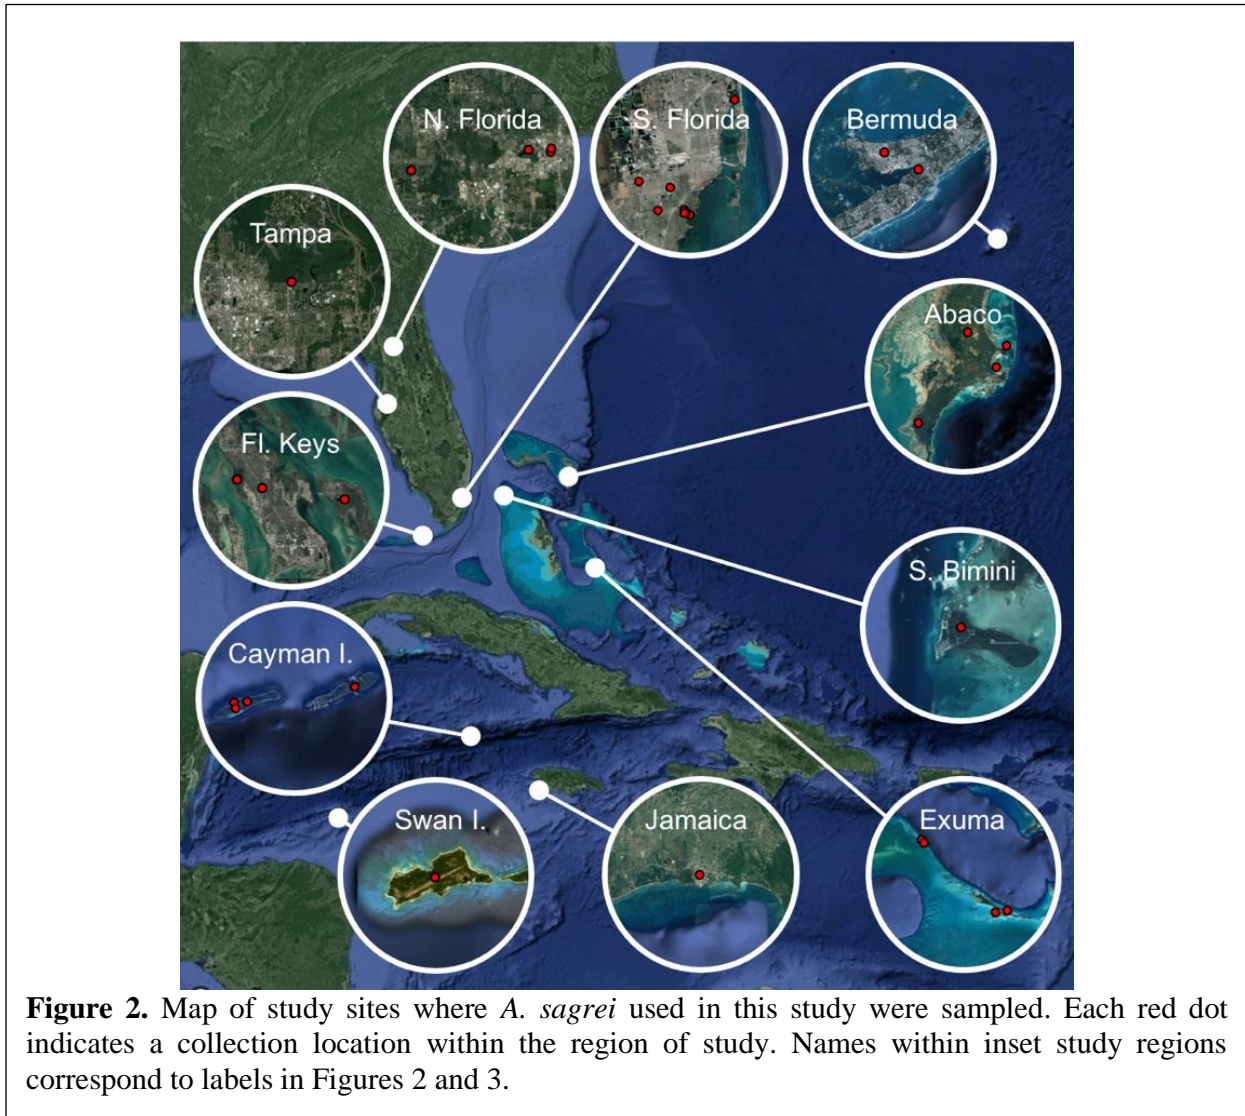 N. Florida
S. Florida
Bermuda
Tampa
Abaco
Fl. Keys
S. Bimini
Cayman I.
Swan I.
Jamaica
Exuma
Figure 2. Map of study sites where A. sagrei used in this study were sampled. Each red dot
indicates a collection location within the region of study. Names within inset study regions
correspond to labels in Figures 2 and 3.